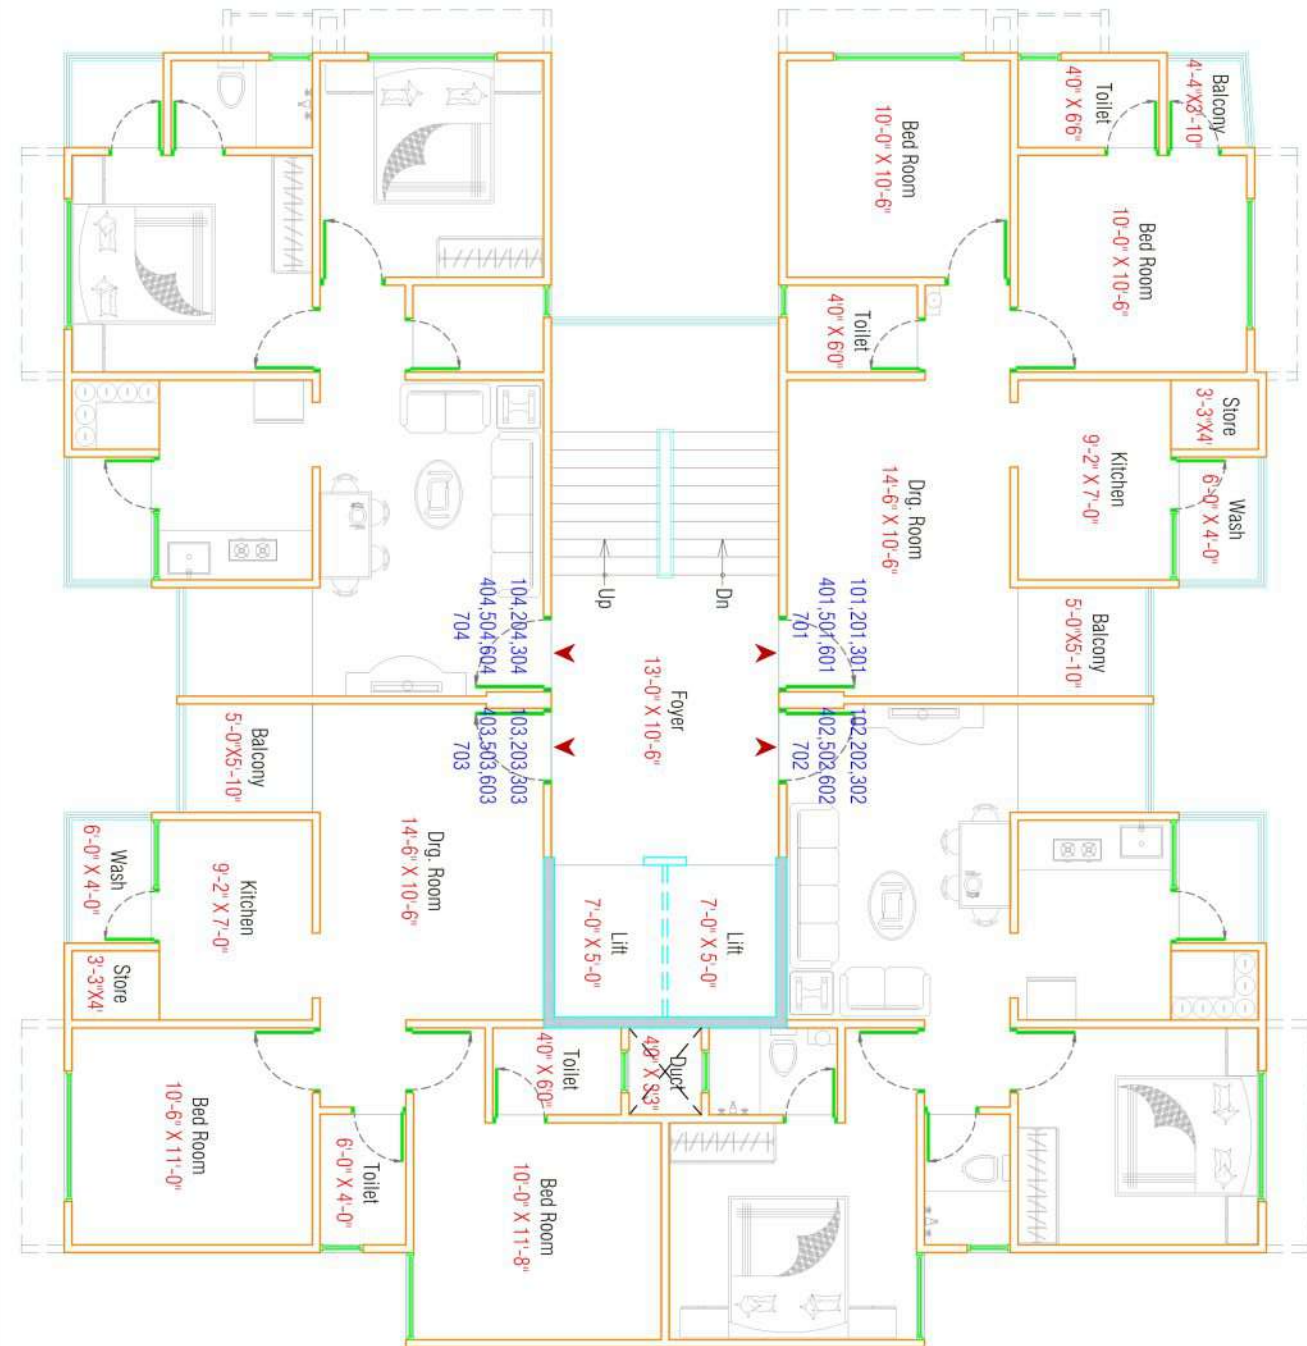 Balcony
4'-4"X3'-10"
Toilet
4'0" X 6'6"
Bed Room
10'-0" X 10'-6"
Bed Room
10'-0" X 10'-6"
Toilet
4'0" X 6'0"
Store
3'-3"X4'
Kitchen
9'-2" X 7'-0"
Wash
6'-0" X 4'-0"
Drg. Room
14'-6" X 10'-6"
Balcony
5'-0"X5'-10"
Up
Dn
101,201,301
401,501,601
701
104,204,304
404,504,604
704
Foyer
13'-0" X 10'-6"
102,202,302
402,502,602
702
103,203,303
403,503,603
703
Balcony
5'-0"X5'-10"
Drg. Room
14'-6" X 10'-6"
Kitchen
9'-2" X 7'-0"
Wash
6'-0" X 4'-0"
Store
3'-3"X4'
Lift
7'-0" X 5'-0"
Lift
7'-0" X 5'-0"
Toilet
4'0" X 6'0"
Duct
4'0" X 3'3"
Bed Room
10'-6" X 11'-0"
Toilet
6'-0" X 4'-0"
Bed Room
10'-0" X 11'-8"